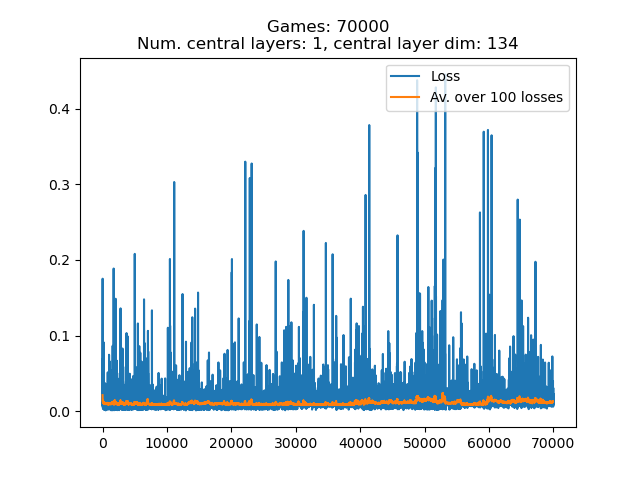 Games: 70000
Num. central layers: 1, central layer dim: 134
Loss
Av. over 100 losses
0.4
0.3
0.2
0.1
0.0
0 10000 20000 30000 40000 50000 60000 70000